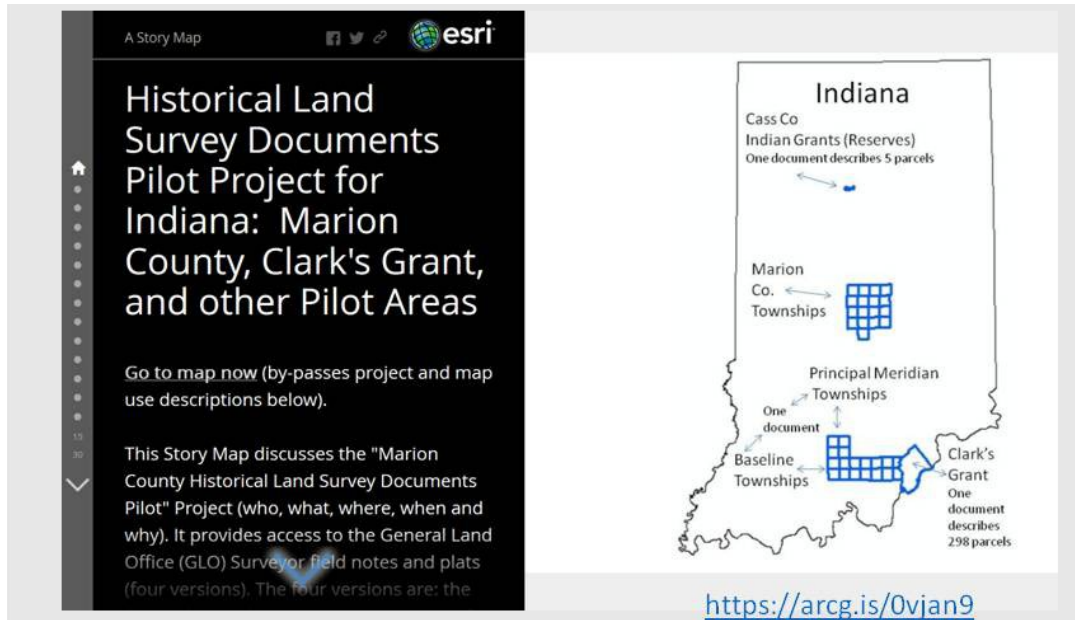 A Story Map
esri
Historical Land
Survey Documents
Pilot Project for
Indiana: Marion
County, Clark's Grant,
and other Pilot Areas
Go to map now (by-passes project and map
use descriptions below).
This Story Map discusses the "Marion
County Historical Land Survey Documents
Pilot" Project (who, what, where, when and
why). It provides access to the General Land
Office (GLO) Surveyor field notes and plats
(four versions). The four versions are: the
15
30
Indiana
Cass Co
Indian Grants (Reserves)
One document describes 5 parcels
Marion
Co.
Townships
Principal Meridian
Townships
One
document
Baseline
Townships
Clark's
Grant
One
document
describes
298 parcels
https://arcg.is/0vjan9